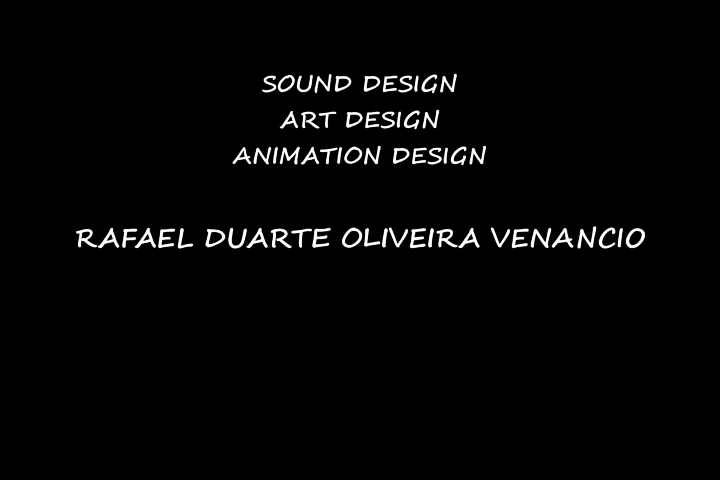 SOUND DESIGN
ART DESIGN
ANIMATION DESIGN
RAFAEL DUARTE OLIVEIRA VENANCIO